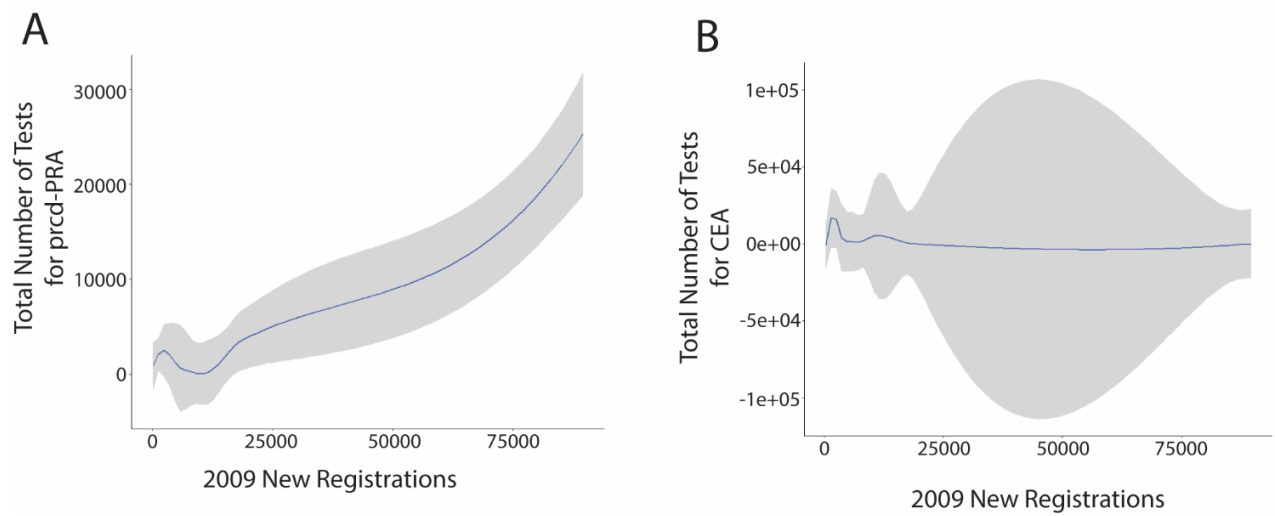 A
Total Number of Tests
for prcd-PRA
30000
20000
10000
0
0 25000 50000 75000
2009 New Registrations
B
Total Number of Tests
for CEA
1e+05
5e+04
0e+00
-5e+04
-1e+05
0 25000 50000 75000
2009 New Registrations